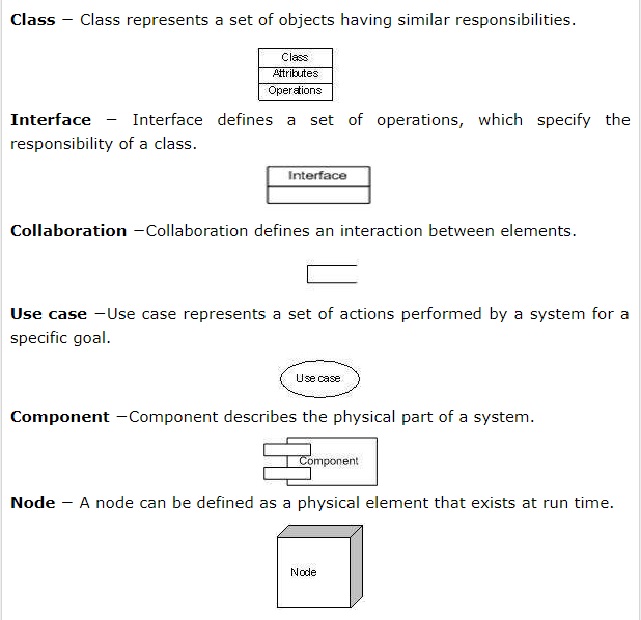 Class − Class represents a set of objects having similar responsibilities.
Class
Attributes
Operations
Interface − Interface defines a set of operations, which specify the
responsibility of a class.
Interface
Collaboration −Collaboration defines an interaction between elements.
Use case −Use case represents a set of actions performed by a system for a
specific goal.
Use case
Component −Component describes the physical part of a system.
Component
Node − A node can be defined as a physical element that exists at run time.
Node